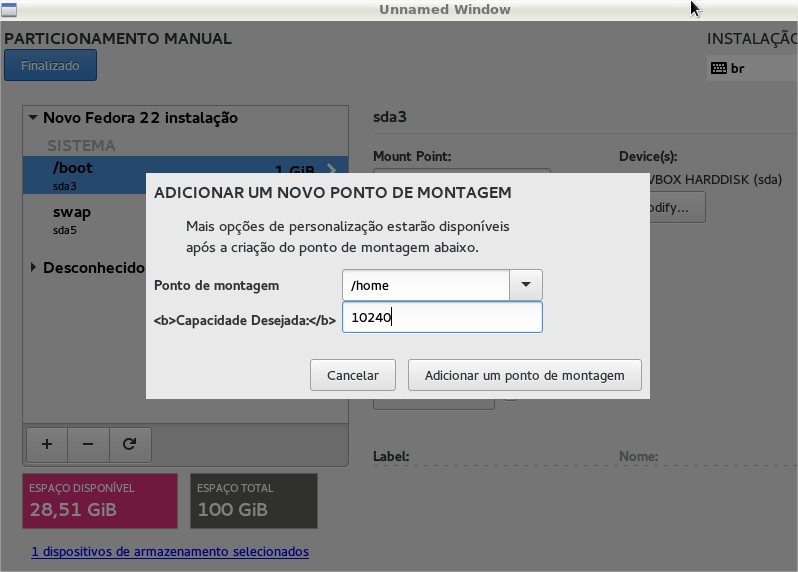 Unnamed Window
PARTICIONAMENTO MANUAL
INSTALAÇÃO
Finalizado
br
Novo Fedora 22 instalação
SISTEMA
/boot
1 GiB
sda3
swap
sda5
Desconhecido
sda3
Mount Point:
Device(s):
VBOX HARDDISK (sda)
odify...
ADICIONAR UM NOVO PONTO DE MONTAGEM
Mais opções de personalização estarão disponíveis
após a criação do ponto de montagem abaixo.
Ponto de montagem
/home
<b>Capacidade Desejada:</b>
10240
Cancelar
Adicionar um ponto de montagem
Label:
Nome:
ESPAÇO DISPONÍVEL
28,51 GiB
ESPAÇO TOTAL
100 GiB
1 dispositivos de armazenamento selecionados